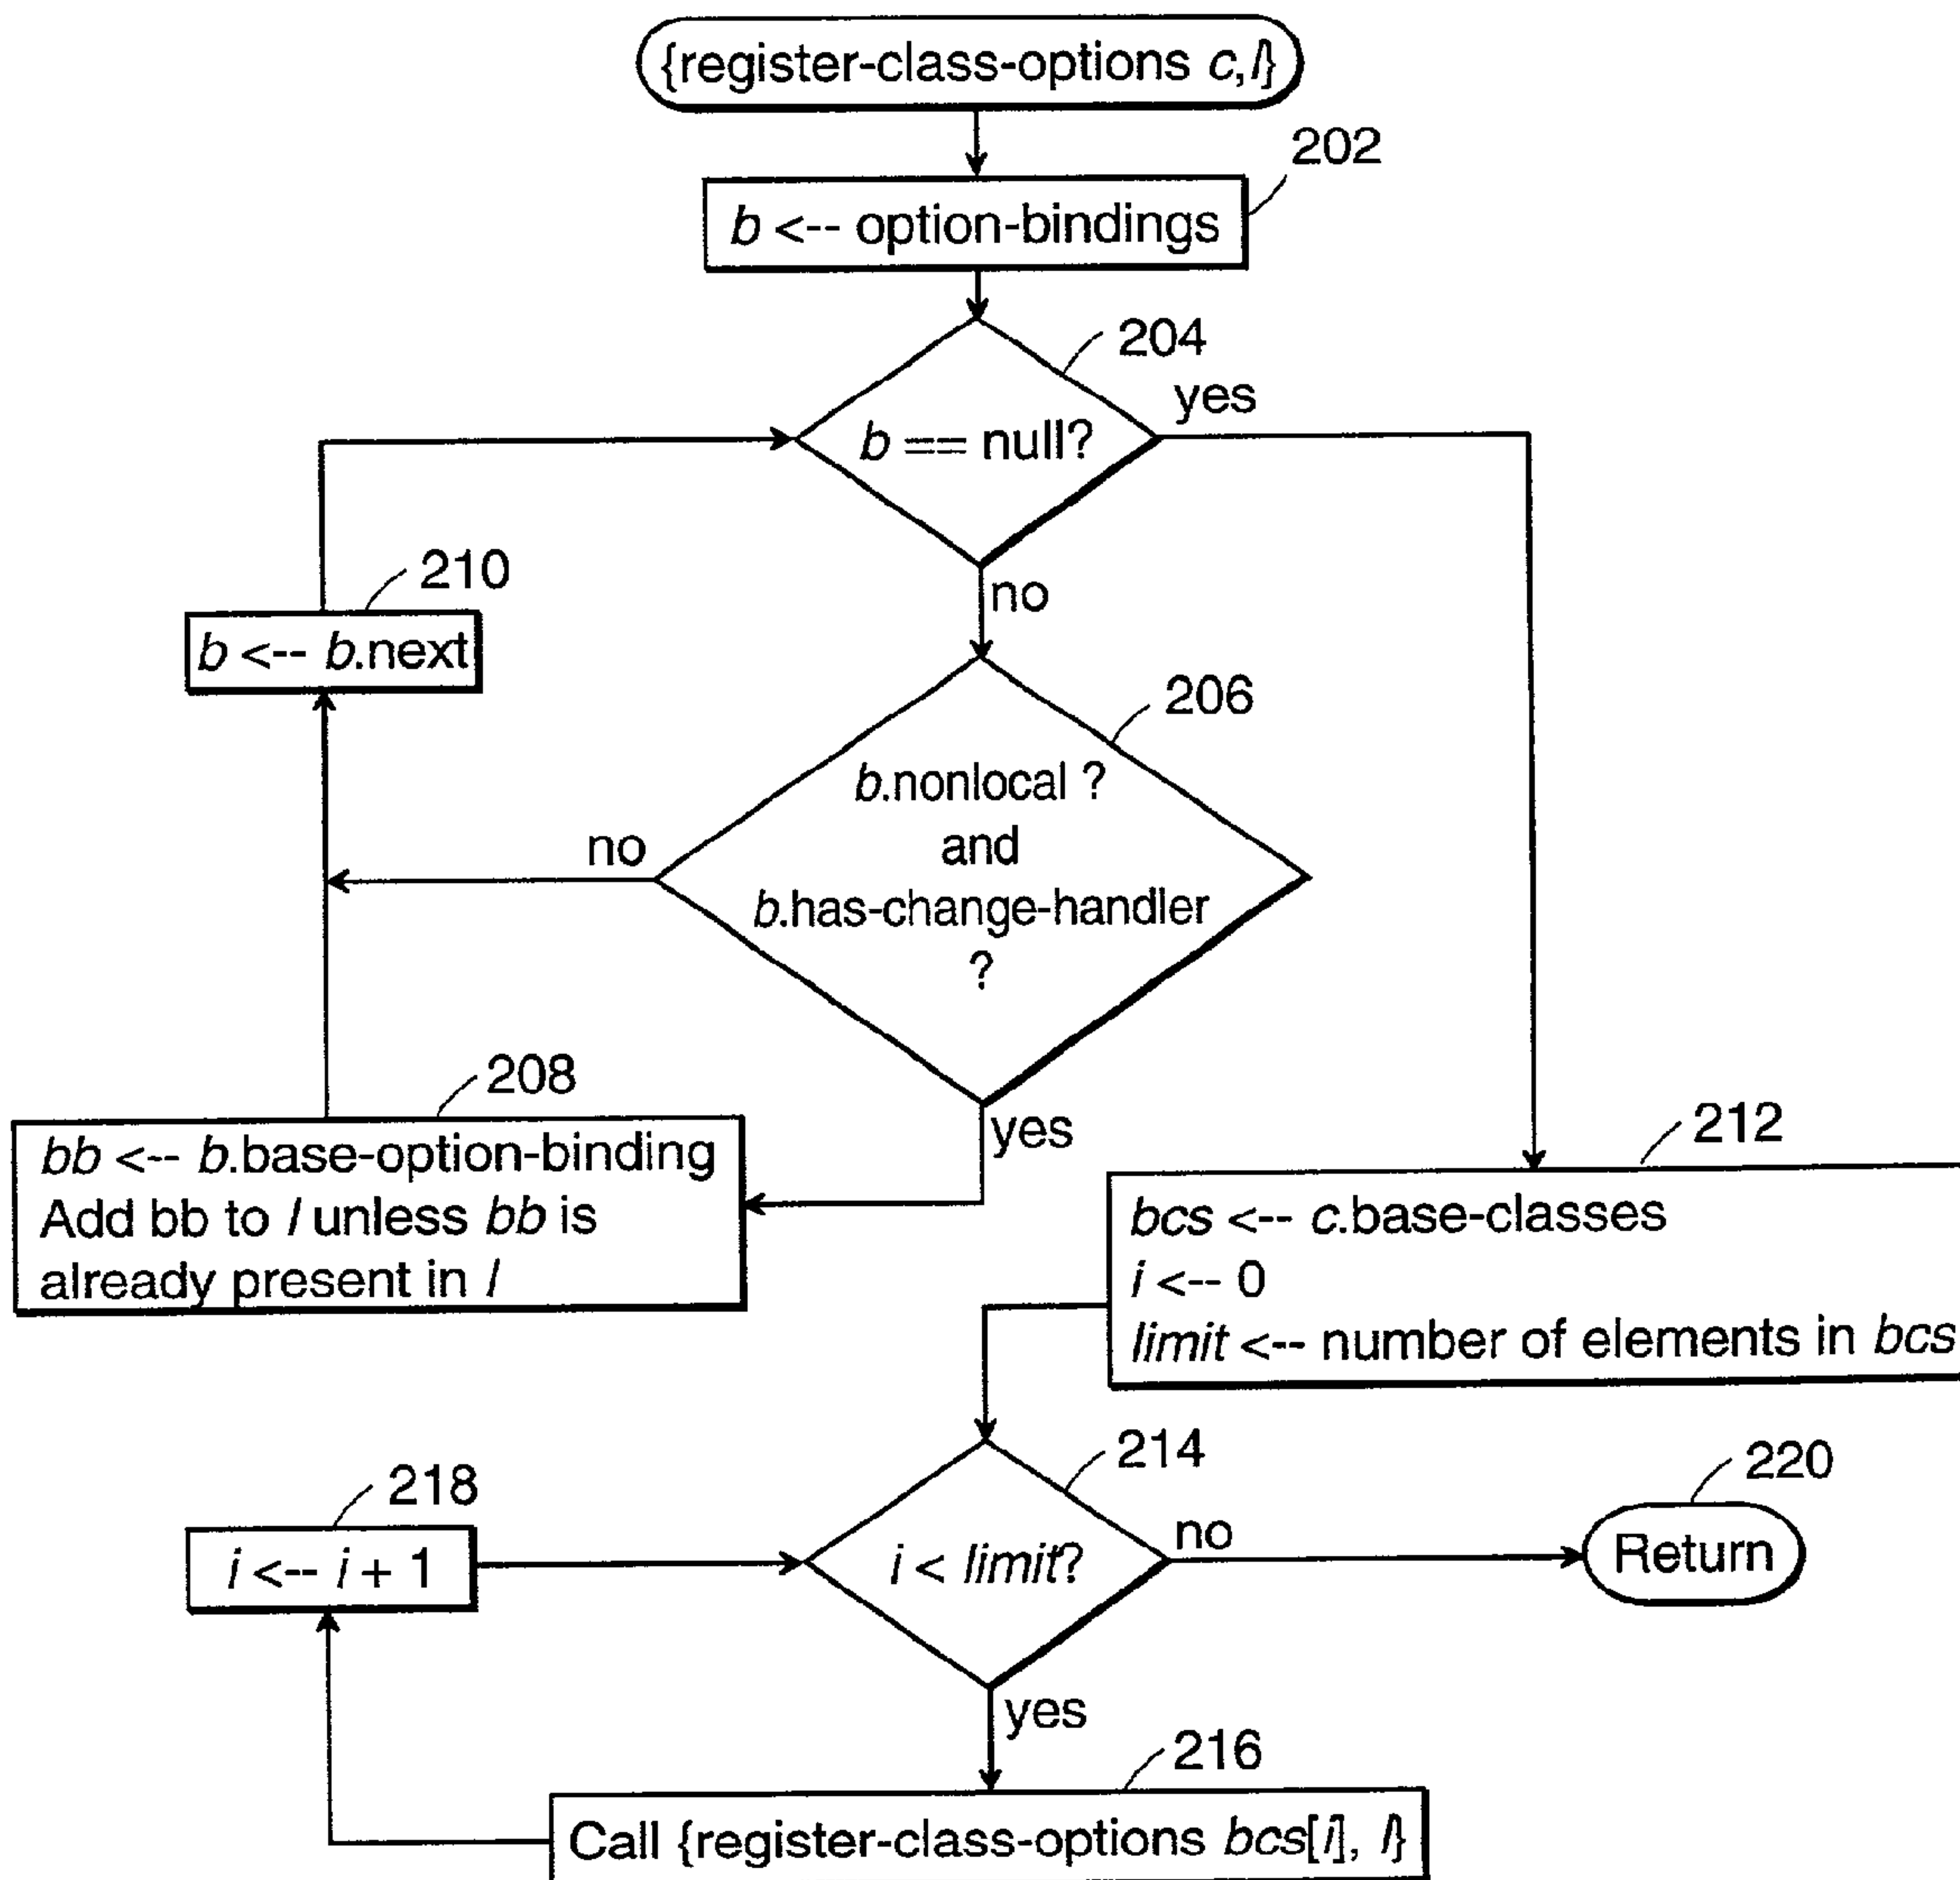 {register-class-options c,l}
202
b <-- option-bindings
204
yes
b == null?
210
no
b <-- b.next
206
b.nonlocal ?
and
b.has-change-handler
?
no
208
yes
bb <-- b.base-option-binding
Add bb to l unless bb is
already present in l
212
bcs <-- c.base-classes
i <-- 0
limit <-- number of elements in bcs
214
220
218
no
Return
i <-- i + 1
i < limit?
yes
216
Call {register-class-options bcs[i], l}